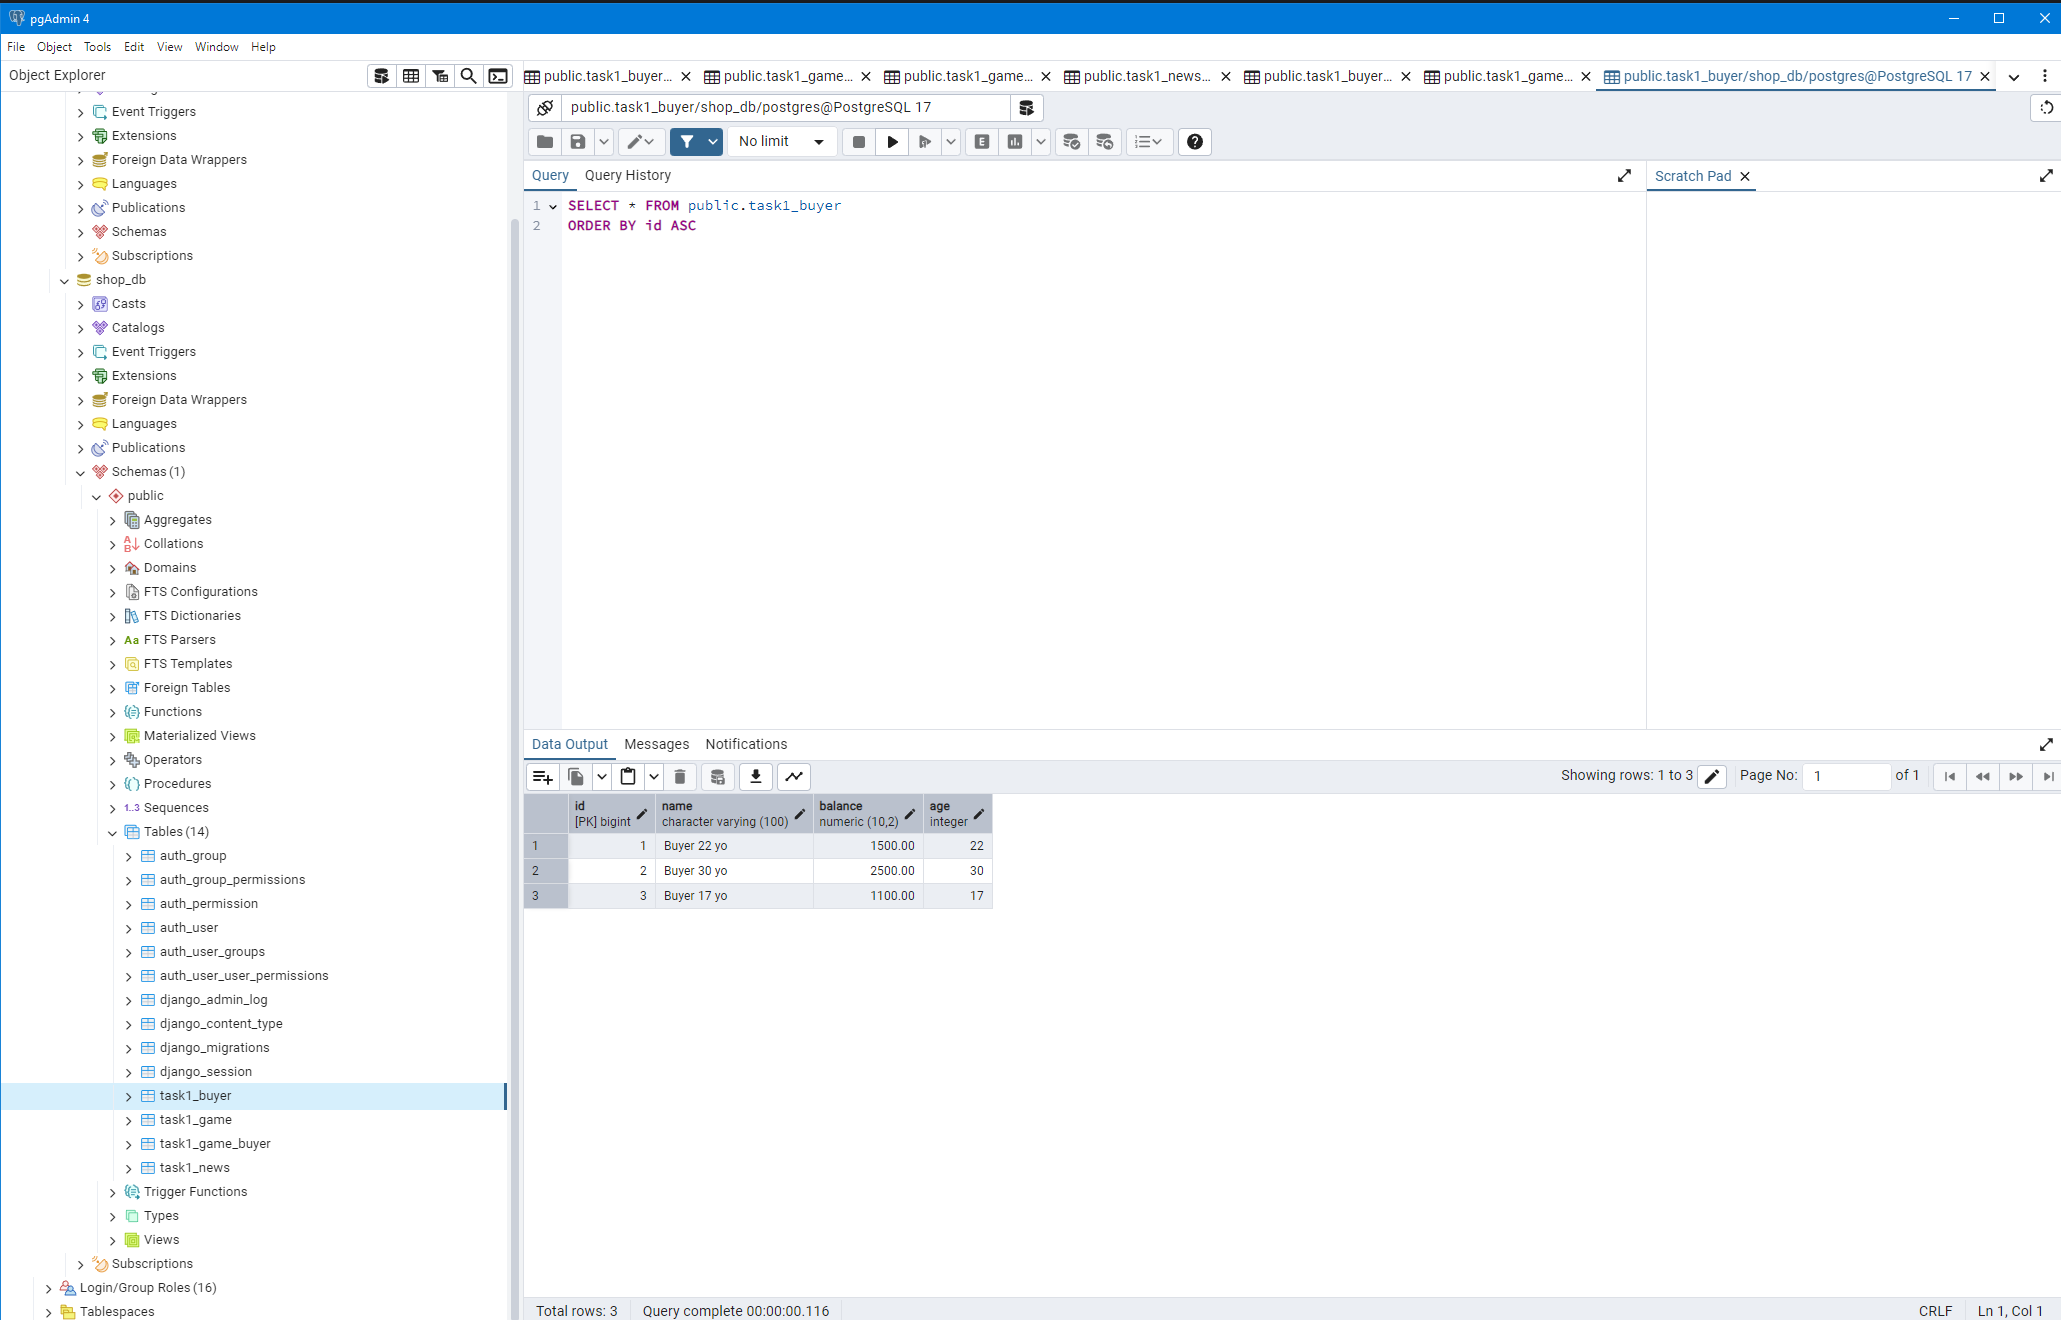 pgAdmin 4
File Object Tools Edit View Window Help
Object Explorer
Event Triggers
Extensions
Foreign Data Wrappers
Languages
Publications
Schemas
Subscriptions
shop_db
Casts
Catalogs
Event Triggers
Extensions
Foreign Data Wrappers
Languages
Publications
Schemas (1)
public
Aggregates
Collations
Domains
FTS Configurations
FTS Dictionaries
Aa FTS Parsers
FTS Templates
Foreign Tables
Functions
Materialized Views
Operators
Procedures
1..3 Sequences
Tables (14)
auth_group
auth_group_permissions
auth_permission
auth_user
auth_user_groups
auth_user_user_permissions
django_admin_log
django_content_type
django_migrations
django_session
task1_buyer
task1_game
task1_game_buyer
task1_news
Trigger Functions
Types
Views
Subscriptions
Login/Group Roles (16)
Tablespaces
public.task1_buyer... public.task1_game... public.task1_game... public.task1_news... public.task1_buyer... public.task1_game... public.task1_buyer/shop_db/postgres@PostgreSQL 17
public.task1_buyer/shop_db/postgres@PostgreSQL 17
No limit
Query Query History
Scratch Pad
1 SELECT * FROM public.task1_buyer
2 ORDER BY id ASC
Data Output Messages Notifications
Showing rows: 1 to 3 Page No: 1 of 1
id name balance age
[PK] bigint character varying (100) numeric (10,2) integer
1 1 Buyer 22 yo 1500.00 22
2 2 Buyer 30 yo 2500.00 30
3 3 Buyer 17 yo 1100.00 17
Total rows: 3 Query complete 00:00:00.116 CRLF Ln 1, Col 1